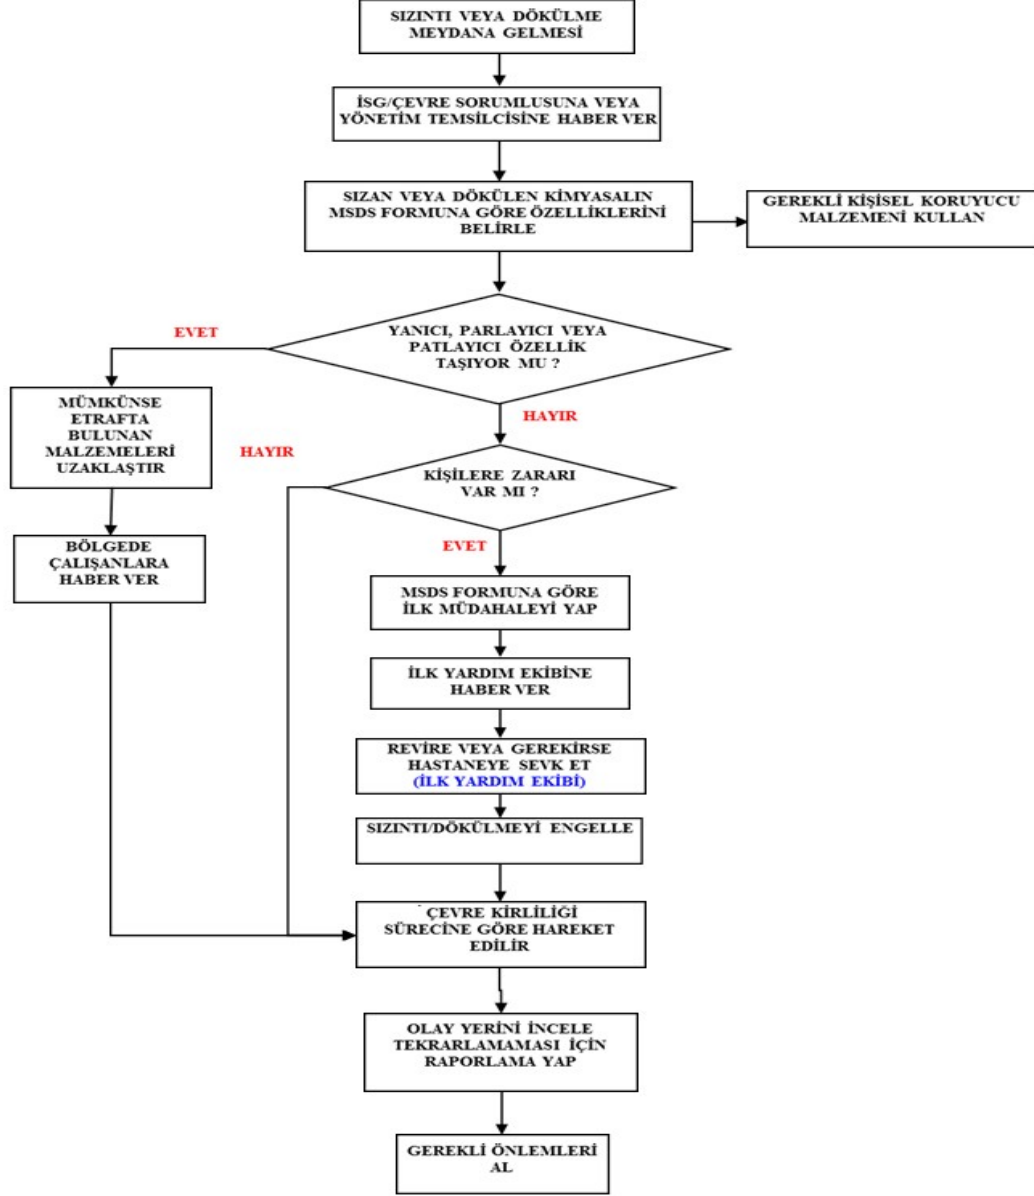 SIZINTI VEYA DÖKÜLME
MEYDANA GELMESİ
İSG/ÇEVRE SORUMLUSUNA VEYA
YÖNETİM TEMSİLCİSİNE HABER VER
SIZAN VEYA DÖKÜLEN KİMYASALIN
MSDS FORMUNA GÖRE ÖZELLİKLERİNİ
BELİRLE
GEREKLİ KİŞİSEL KORUYUCU
MALZEMENİ KULLAN
YANICI, PARLAYICI VEYA
PATLAYICI ÖZELLİK
TAŞIYOR MU ?
EVET
MÜMKÜNSE
ETRAFTA
BULUNAN
MALZEMELERİ
UZAKLAŞTIR
BÖLGEDE
ÇALIŞANLARA
HABER VER
HAYIR
KİŞİLERE ZARARI
VAR MI ?
HAYIR
EVET
MSDS FORMUNA GÖRE
İLK MÜDAHALEYİ YAP
İLK YARDIM EKİBİNE
HABER VER
REVİRE VEYA GEREKİRSE
HASTANEYE SEVK ET
(İLK YARDIM EKİBİ)
SIZINTI/DÖKÜLMEYİ ENGELLE
ÇEVRE KİRLİLİĞİ
SÜRECİNE GÖRE HAREKET
EDİLİR
OLAY YERİNİ İNCELE
TEKRARLAMAMASI İÇİN
RAPORLAMA YAP
GEREKLİ ÖNLEMLERİ
AL